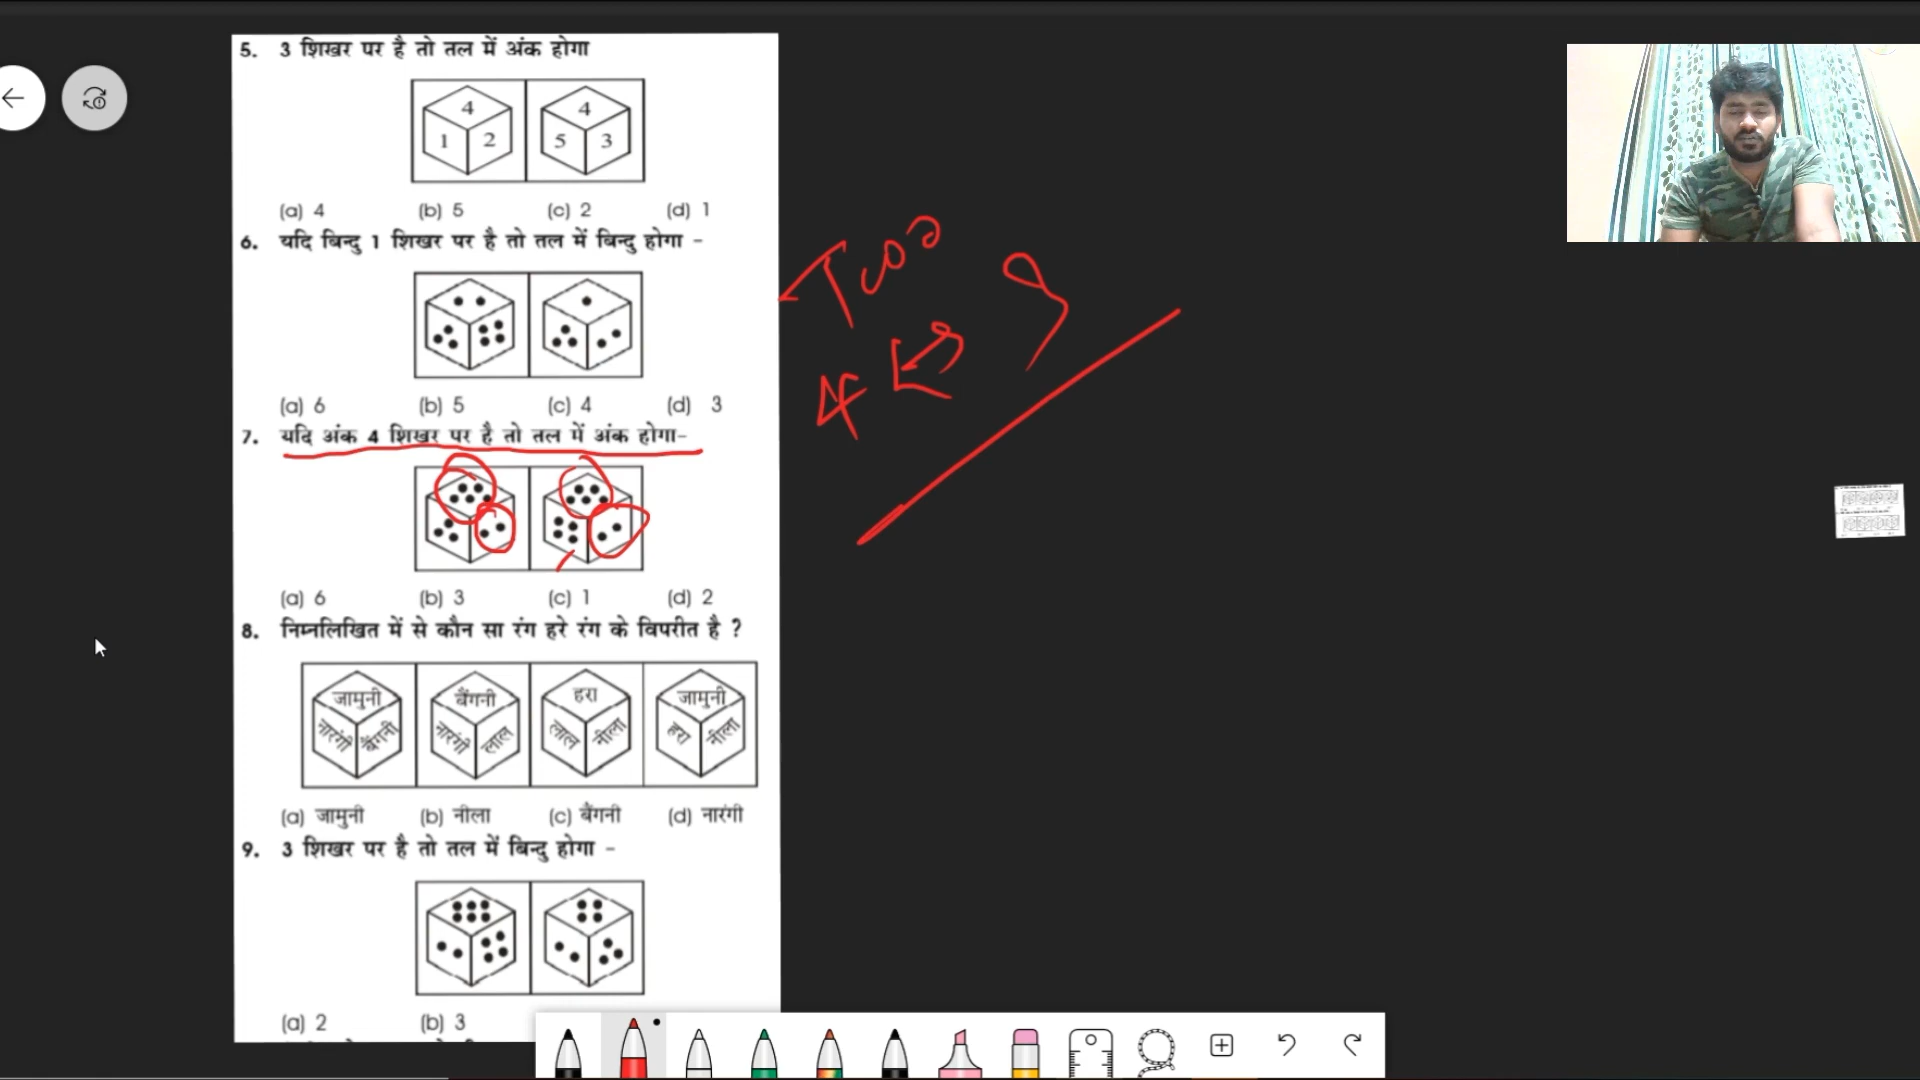 5. 3 शिखर पर है तो तल में अंक होगा
4 4
1 2 5 3
(a) 4 (b) 5 (c) 2 (d) 1
6. यदि बिन्दु 1 शिखर पर है तो तल में बिन्दु होगा -
(a) 6 (b) 5 (c) 4 (d) 3
7. यदि अंक 4 शिखर पर है तो तल में अंक होगा-
(a) 6 (b) 3 (c) 1 (d) 2
8. निम्नलिखित में से कौन सा रंग हरे रंग के विपरीत है ?
जामुनी बैंगनी हरा जामुनी
नारंगी बैंगनी नारंगी लाल लाल नीला हरा नीला
(a) जामुनी (b) नीला (c) बैंगनी (d) नारंगी
9. 3 शिखर पर है तो तल में बिन्दु होगा -
(a) 2 (b) 3
4